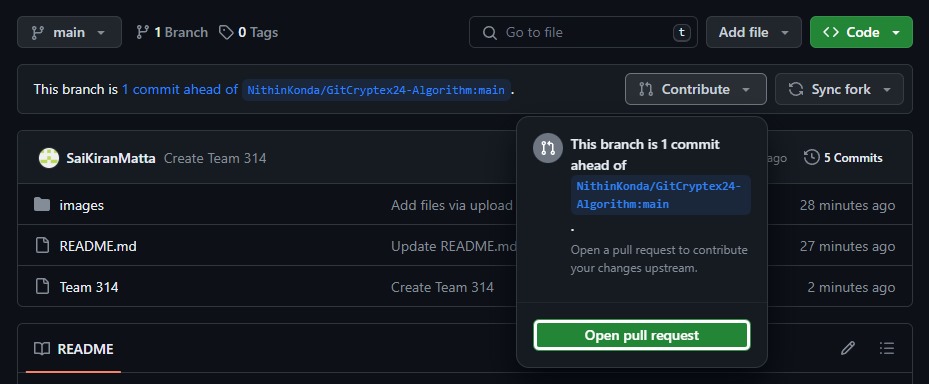 main
1 Branch
0 Tags
Go to file
t
Add file
Code
This branch is 1 commit ahead of NithinKonda/GitCryptex24-Algorithm:main .
Contribute
Sync fork
This branch is 1 commit
ahead of
NithinKonda/GitCryptex24-
Algorithm:main
.
Open a pull request to contribute
your changes upstream.
Open pull request
SaiKiranMatta Create Team 314
ago
5 Commits
images Add files via upload 28 minutes ago
README.md Update README.md 27 minutes ago
Team 314 Create Team 314 2 minutes ago
README